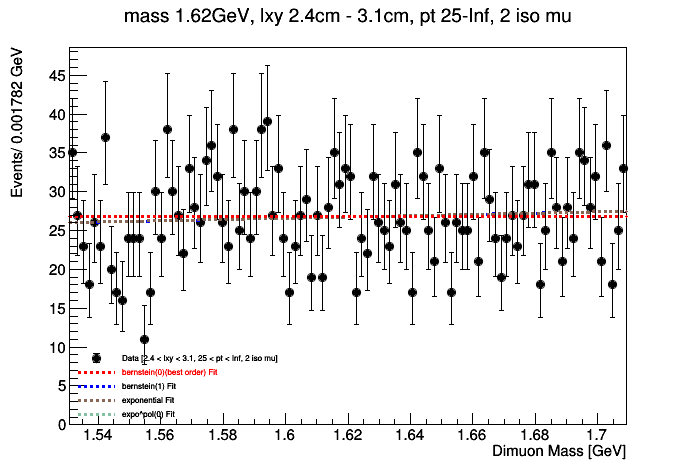 mass 1.62GeV, lxy 2.4cm - 3.1cm, pt 25-Inf, 2 iso mu
Events/ 0.001782 GeV
45
40
35
30
25
20
15
10
5
0
Data [2.4 < lxy < 3.1, 25 < pt < Inf, 2 iso mu]
bernstein(0)(best order) Fit
bernstein(1) Fit
exponential Fit
expo*pol(0) Fit
1.54 1.56 1.58 1.6 1.62 1.64 1.66 1.68 1.7
Dimuon Mass [GeV]